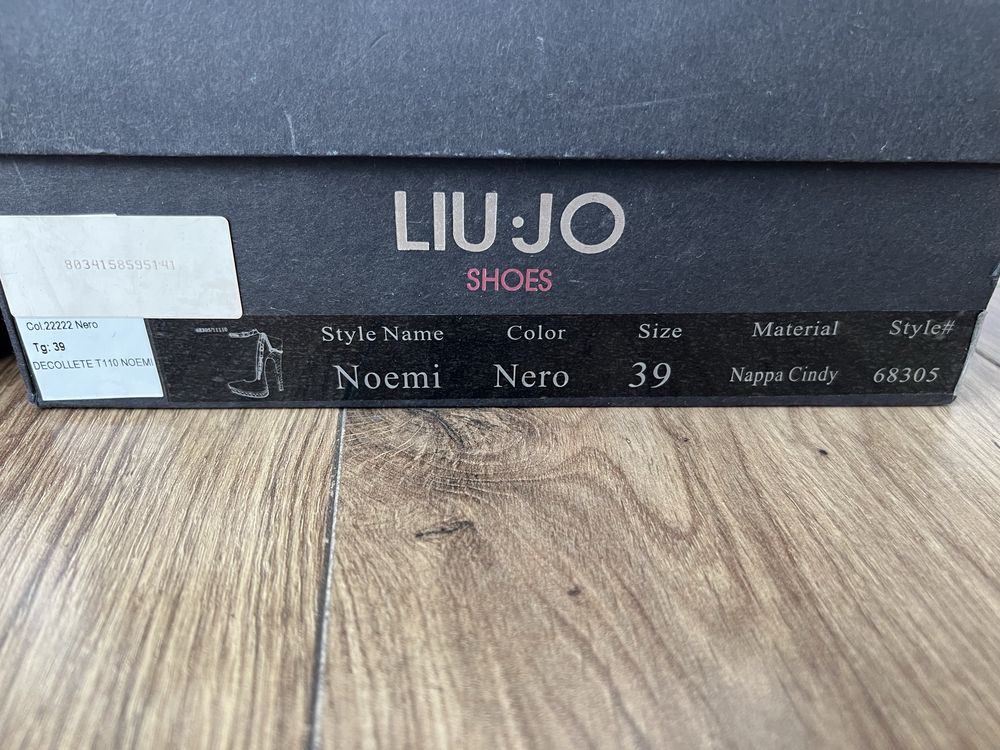 LIU·JO
SHOES
8034158595141
Col.22222 Nero
Tg: 39
DECOLLETE T110 NOEMI
Style Name Color Size Material Style#
Noemi Nero 39 Nappa Cindy 68305